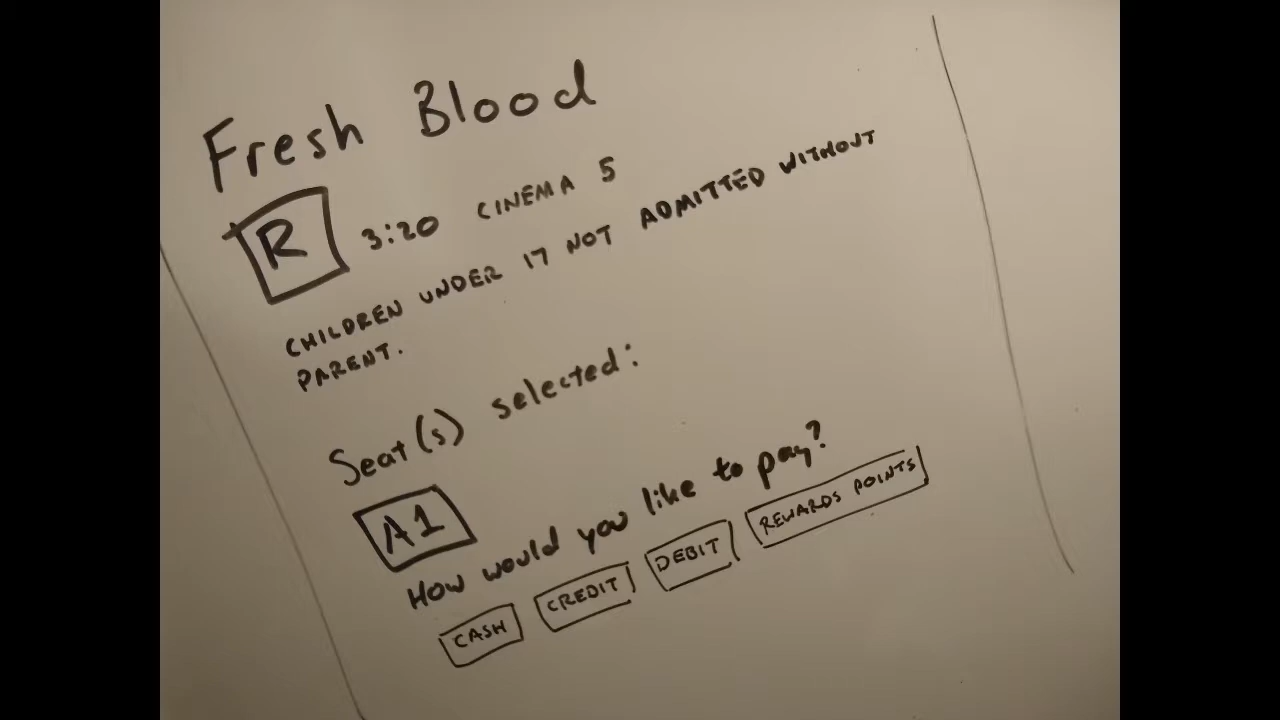 Fresh Blood
R 3:20 CINEMA 5
CHILDREN UNDER 17 NOT ADMITTED WITHOUT
PARENT.
Seat(s) selected:
A1
How would you like to pay?
CASH CREDIT DEBIT REWARDS POINTS